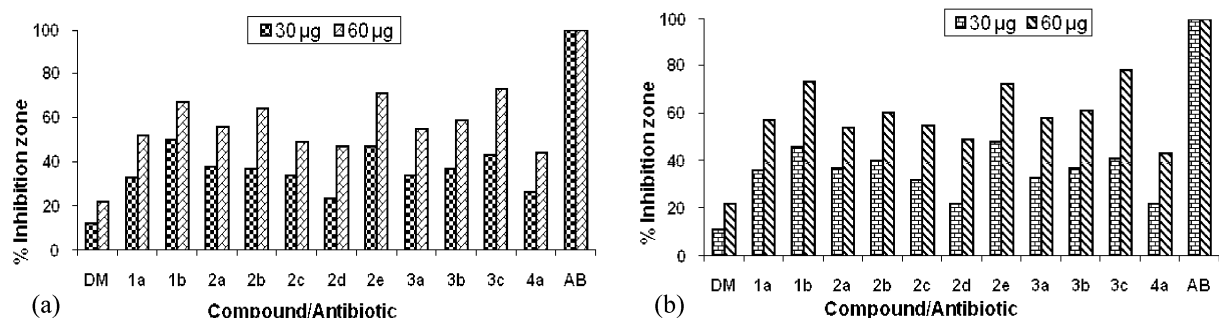 30 µg 60 µg
% Inhibition zone
100
80
60
40
20
0
DM 1a 1b 2a 2b 2c 2d 2e 3a 3b 3c 4a AB
(a) Compound/Antibiotic
30 µg 60 µg
% Inhibition zone
100
80
60
40
20
0
DM 1a 1b 2a 2b 2c 2d 2e 3a 3b 3c 4a AB
(b) Compound/Antibiotic